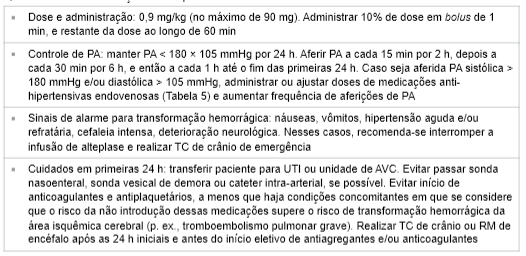 Dose e administração: 0,9 mg/kg (no máximo de 90 mg). Administrar 10% de dose em bolus de 1
min, e restante da dose ao longo de 60 min
Controle de PA: manter PA < 180 × 105 mmHg por 24 h. Aferir PA a cada 15 min por 2 h, depois a
cada 30 min por 6 h, e então a cada 1 h até o fim das primeiras 24 h. Caso seja aferida PA sistólica >
180 mmHg e/ou diastólica > 105 mmHg, administrar ou ajustar doses de medicações anti-
hipertensivas endovenosas (Tabela 5) e aumentar frequência de aferições de PA
Sinais de alarme para transformação hemorrágica: náuseas, vômitos, hipertensão aguda e/ou
refratária, cefaleia intensa, deterioração neurológica. Nesses casos, recomenda-se interromper a
infusão de alteplase e realizar TC de crânio de emergência
Cuidados em primeiras 24 h: transferir paciente para UTI ou unidade de AVC. Evitar passar sonda
nasoenteral, sonda vesical de demora ou cateter intra-arterial, se possível. Evitar início de
anticoagulantes e antiplaquetários, a menos que haja condições concomitantes em que se considere
que o risco da não introdução dessas medicações supere o risco de transformação hemorrágica da
área isquêmica cerebral (p. ex., tromboembolismo pulmonar grave). Realizar TC de crânio ou RM de
encéfalo após as 24 h iniciais e antes do início eletivo de antiagregantes e/ou anticoagulantes